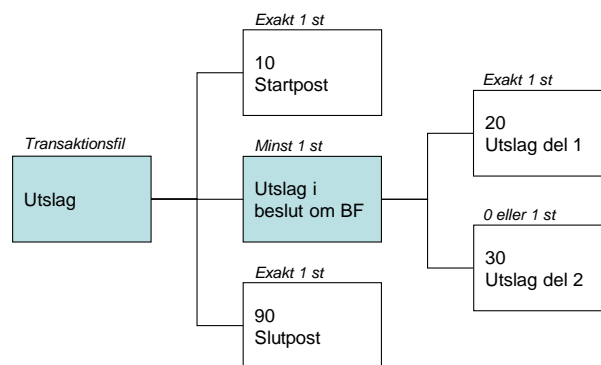 Transaktionsfil
Utslag
Exakt 1 st
10
Startpost
Minst 1 st
Utslag i
beslut om BF
Exakt 1 st
90
Slutpost
Exakt 1 st
20
Utslag del 1
0 eller 1 st
30
Utslag del 2